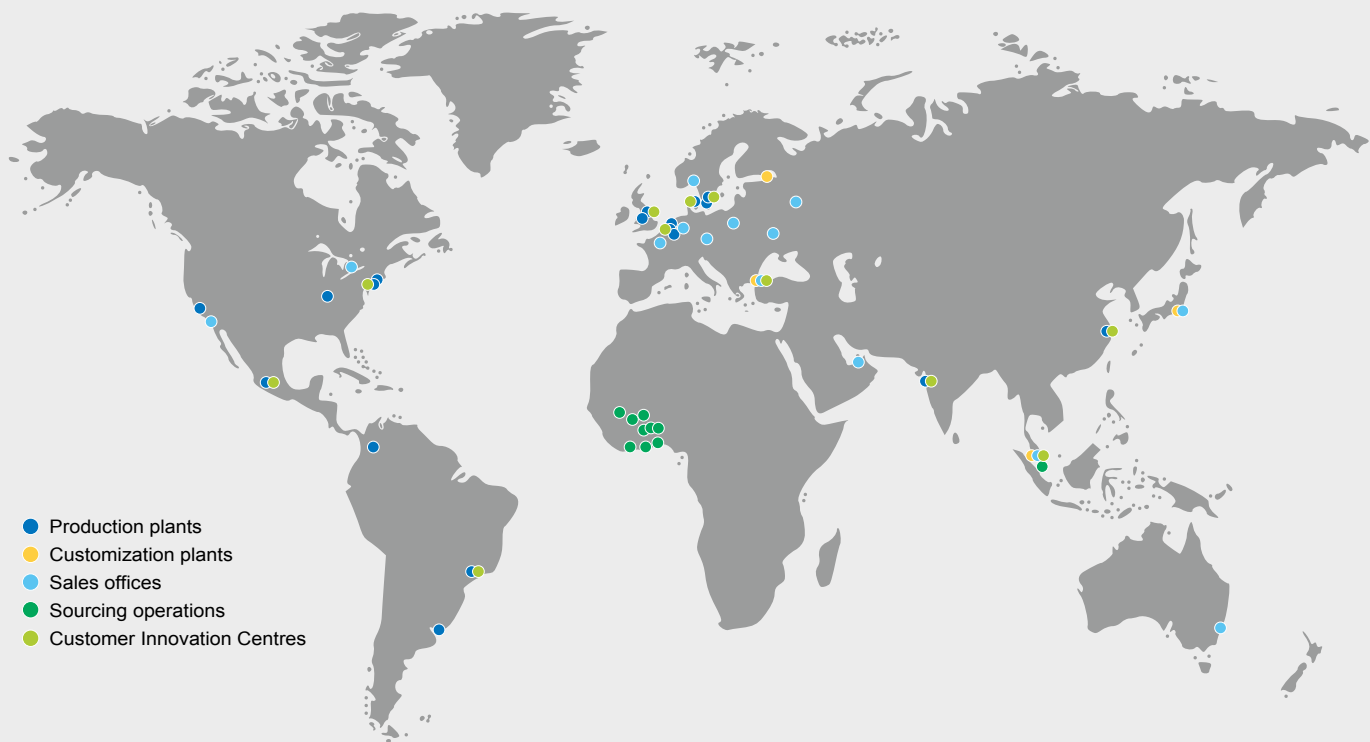 Production plants
Customization plants
Sales offices
Sourcing operations
Customer Innovation Centres